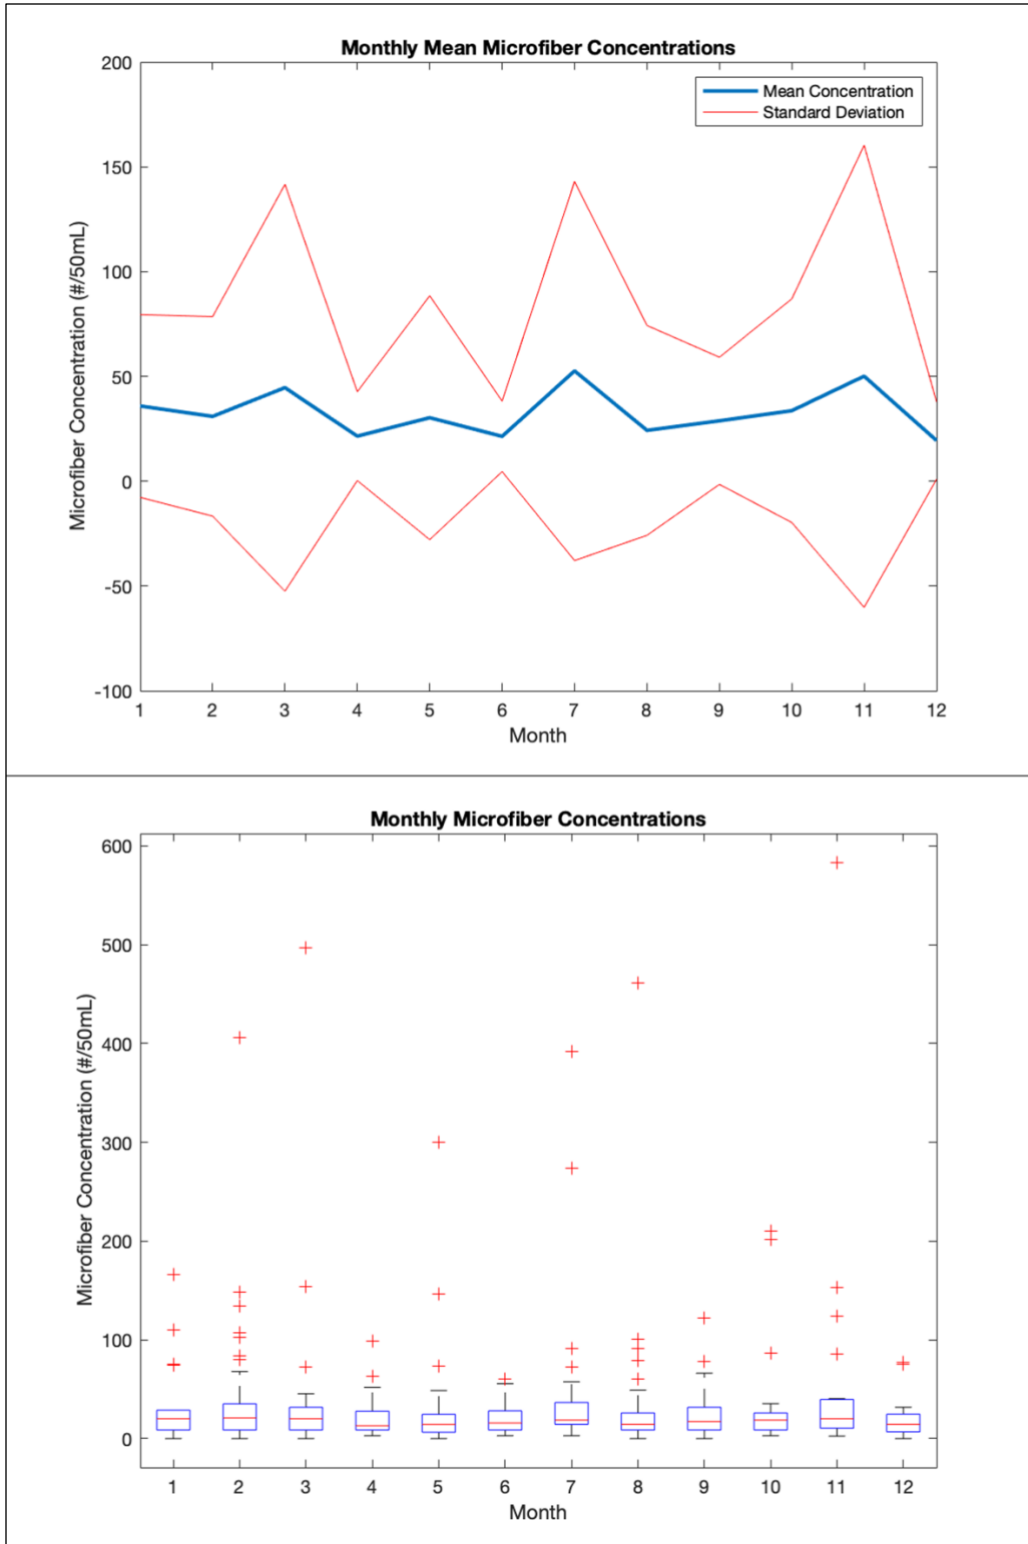 Monthly Mean Microfiber Concentrations
200
150
100
50
0
-50
-100
Microfiber Concentration (#/50mL)
Mean Concentration
Standard Deviation
1 2 3 4 5 6 7 8 9 10 11 12
Month
Monthly Microfiber Concentrations
600
500
400
300
200
100
0
Microfiber Concentration (#/50mL)
1 2 3 4 5 6 7 8 9 10 11 12
Month